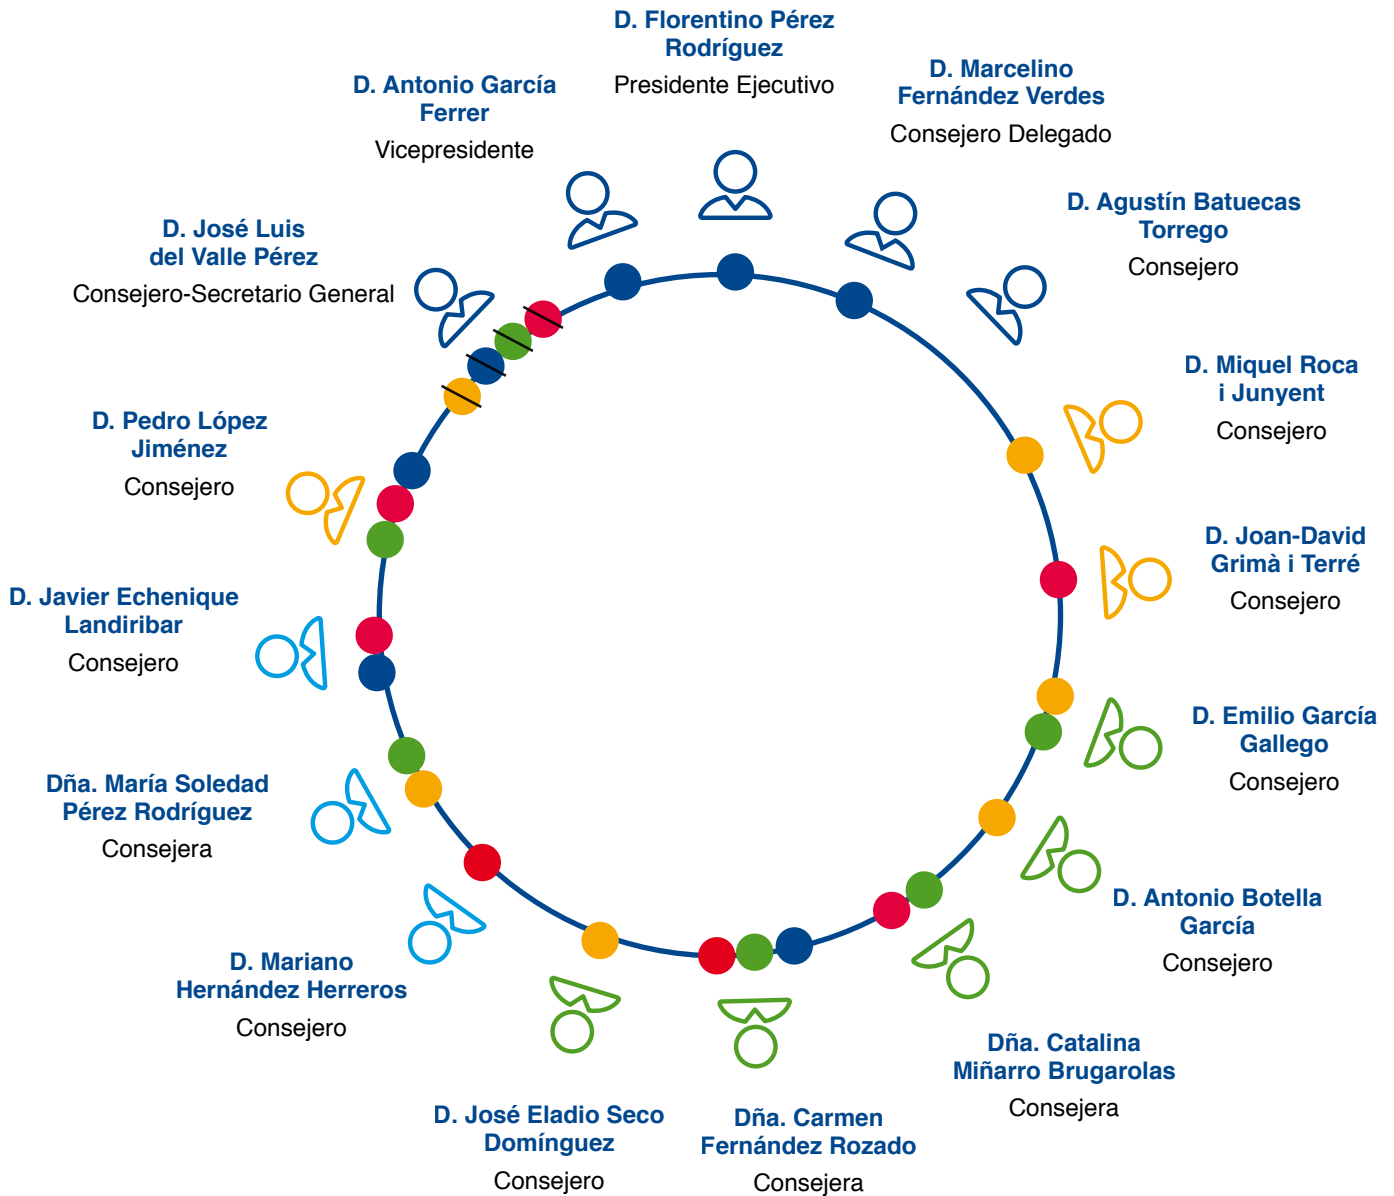 D. Florentino Pérez
Rodríguez
Presidente Ejecutivo
D. Marcelino
Fernández Verdes
Consejero Delegado
D. Agustín Batuecas
Torrego
Consejero
D. Miquel Roca
i Junyent
Consejero
D. Joan-David
Grimà i Terré
Consejero
D. Emilio García
Gallego
Consejero
D. Antonio Botella
García
Consejero
Dña. Catalina
Miñarro Brugarolas
Consejera
Dña. Carmen
Fernández Rozado
Consejera
D. José Eladio Seco
Domínguez
Consejero
D. Mariano
Hernández Herreros
Consejero
Dña. María Soledad
Pérez Rodríguez
Consejera
D. Javier Echenique
Landiribar
Consejero
D. Pedro López
Jiménez
Consejero
D. José Luis
del Valle Pérez
Consejero-Secretario General
D. Antonio García
Ferrer
Vicepresidente